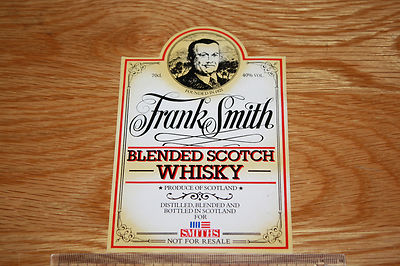 70cl. 40% VOL.
FOUNDED IN 1925
Frank Smith
BLENDED SCOTCH
WHISKY
★ PRODUCE OF SCOTLAND ★
DISTILLED, BLENDED AND
BOTTLED IN SCOTLAND
FOR
SMITHS
NOT FOR RESALE